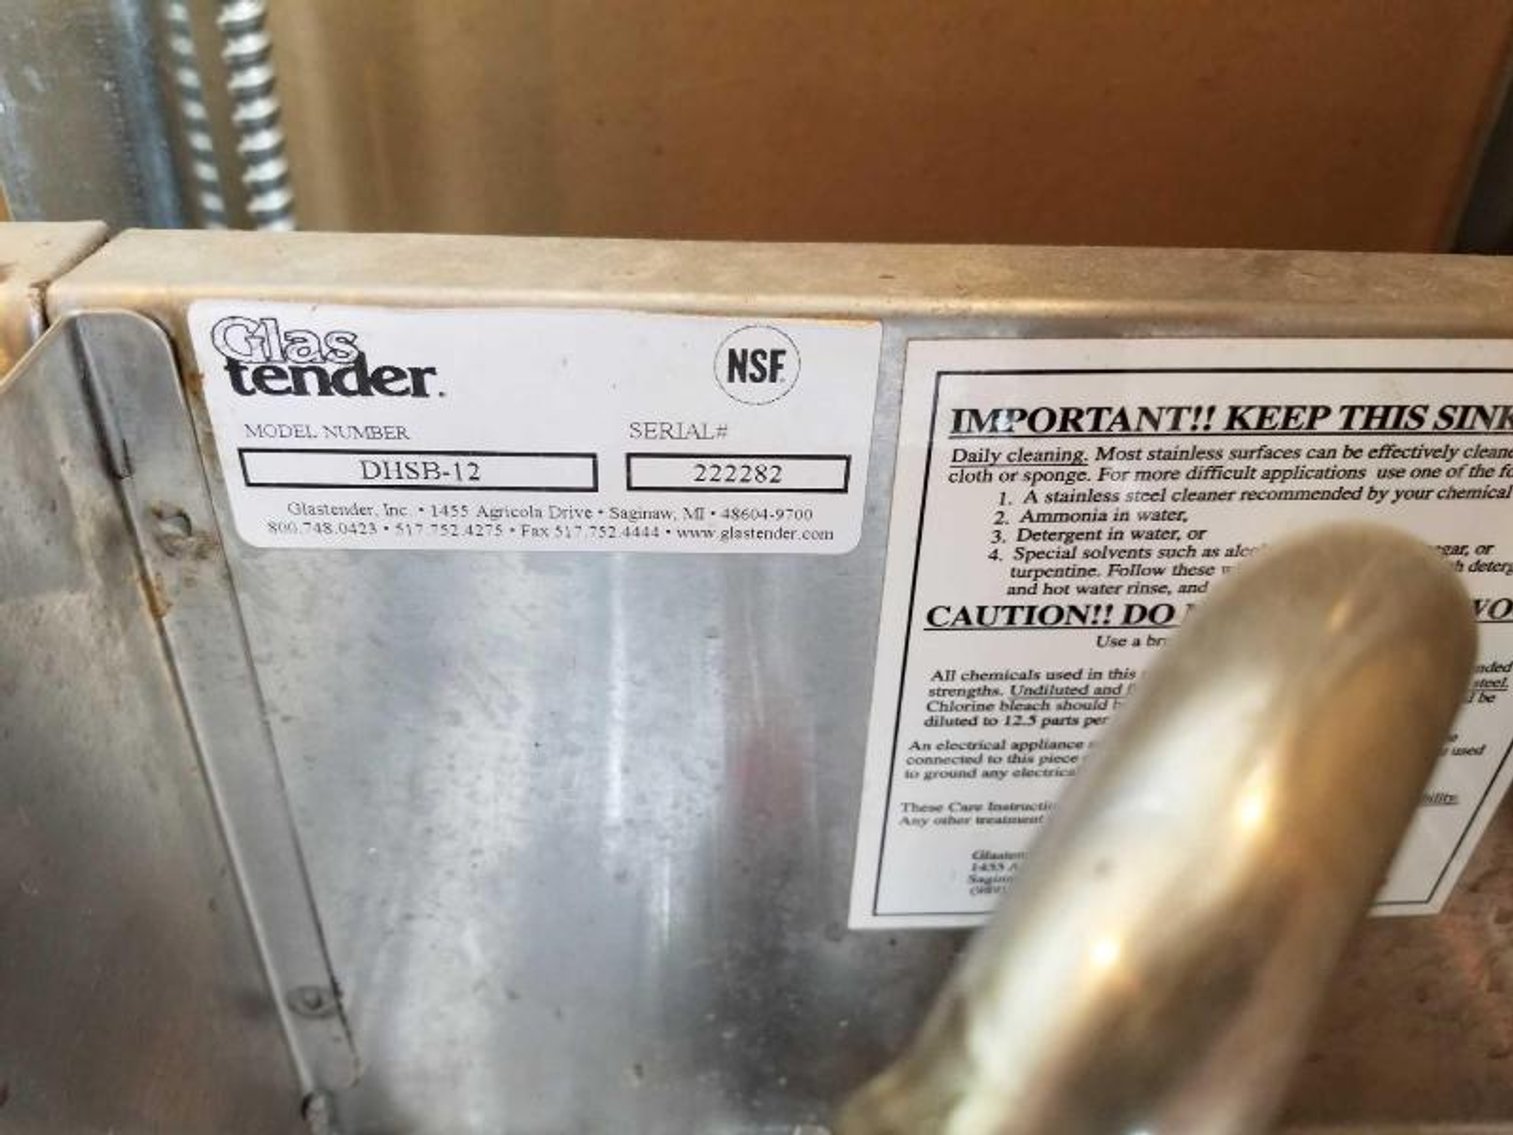 Glas
tender.
NSF.
MODEL NUMBER
SERIAL#
DHSB-12
222282
Glastender, Inc. • 1455 Agricola Drive • Saginaw, MI • 48604-9700
800.748.0423 • 517.752.4275 • Fax 517.752.4444 • www.glastender.com
IMPORTANT!! KEEP THIS SINK
Daily cleaning. Most stainless surfaces can be effectively
cloth or sponge. For more difficult applications use one of the
1. A stainless steel cleaner recommended by your chemical
2. Ammonia in water,
3. Detergent in water, or
4. Special solvents such as or
turpentine. Follow these
and hot water rinse, and
CAUTION!! DO
Use a
All chemicals used in this
strengths. Undiluted and steel.
Chlorine bleach should be
diluted to 12.5 parts per
An electrical appliance
connected to this piece used
to ground any
These Care
Any other treatment